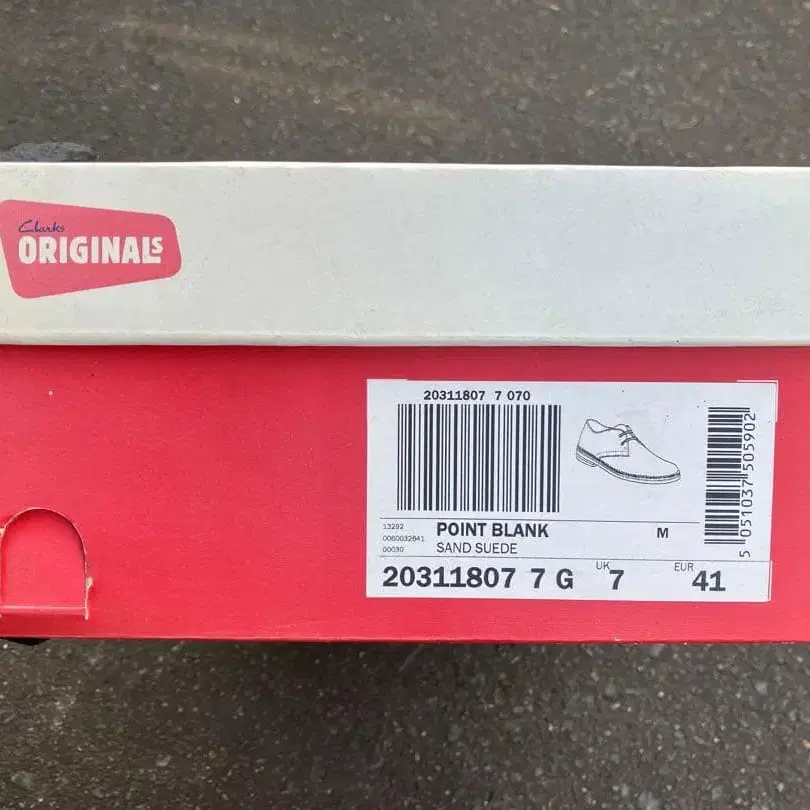 Clarks
ORIGINALS
20311807 7 070
13292
0060032641
00030
POINT BLANK
M
SAND SUEDE
20311807 7 G
UK 7
EUR 41
5 051037 505902